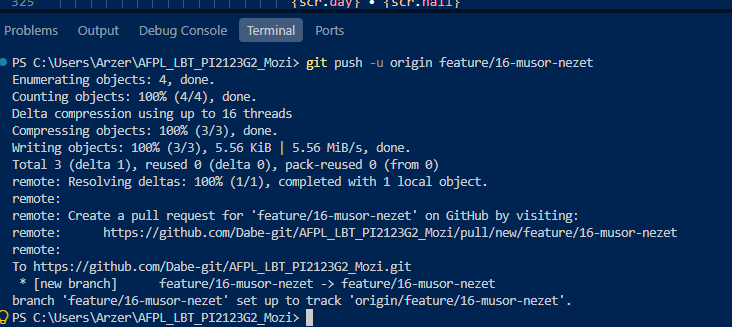 325 {scr.day} • {scr.hall}
Problems Output Debug Console Terminal Ports
PS C:\Users\Arzer\AFPL_LBT_PI2123G2_Mozi> git push -u origin feature/16-musor-nezet
Enumerating objects: 4, done.
Counting objects: 100% (4/4), done.
Delta compression using up to 16 threads
Compressing objects: 100% (3/3), done.
Writing objects: 100% (3/3), 5.56 KiB | 5.56 MiB/s, done.
Total 3 (delta 1), reused 0 (delta 0), pack-reused 0 (from 0)
remote: Resolving deltas: 100% (1/1), completed with 1 local object.
remote:
remote: Create a pull request for 'feature/16-musor-nezet' on GitHub by visiting:
remote:      https://github.com/Dabe-git/AFPL_LBT_PI2123G2_Mozi/pull/new/feature/16-musor-nezet
remote:
To https://github.com/Dabe-git/AFPL_LBT_PI2123G2_Mozi.git
 * [new branch]      feature/16-musor-nezet -> feature/16-musor-nezet
branch 'feature/16-musor-nezet' set up to track 'origin/feature/16-musor-nezet'.
PS C:\Users\Arzer\AFPL_LBT_PI2123G2_Mozi>